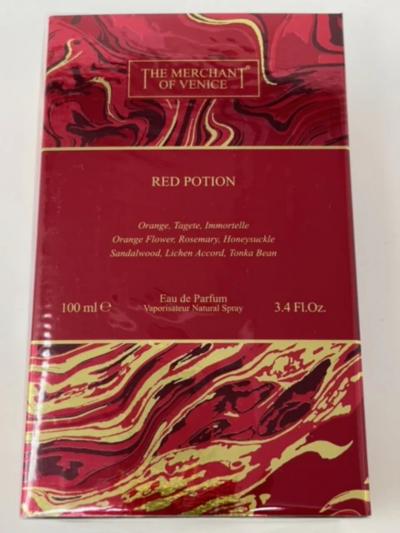 THE MERCHANT®
OF VENICE
RED POTION
Orange, Tagete, Immortelle
Orange Flower, Rosemary, Honeysuckle
Sandalwood, Lichen Accord, Tonka Bean
100 ml ℮ Eau de Parfum 3.4 Fl.Oz.
Vaporisateur Natural Spray